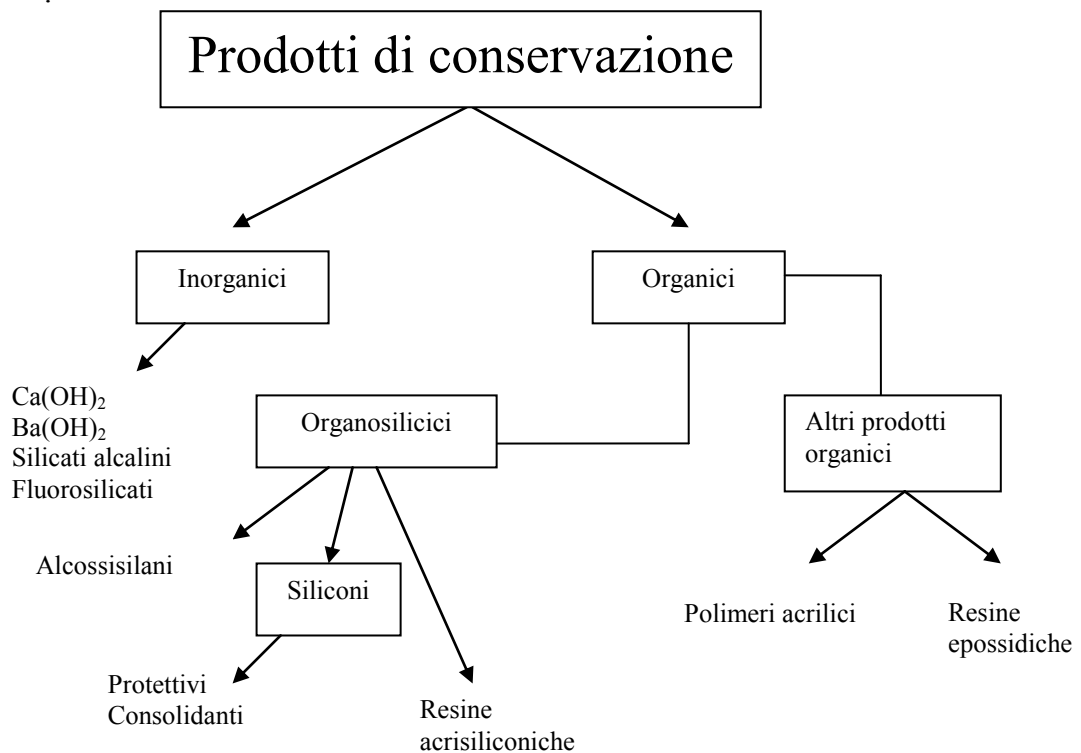 Prodotti di conservazione
Inorganici
Organici
Ca(OH)₂
Ba(OH)₂
Silicati alcalini
Fluorosilicati
Organosilicici
Altri prodotti
organici
Alcossisilani
Siliconi
Polimeri acrilici
Resine
epossidiche
Protettivi
Consolidanti
Resine
acrisiliconiche